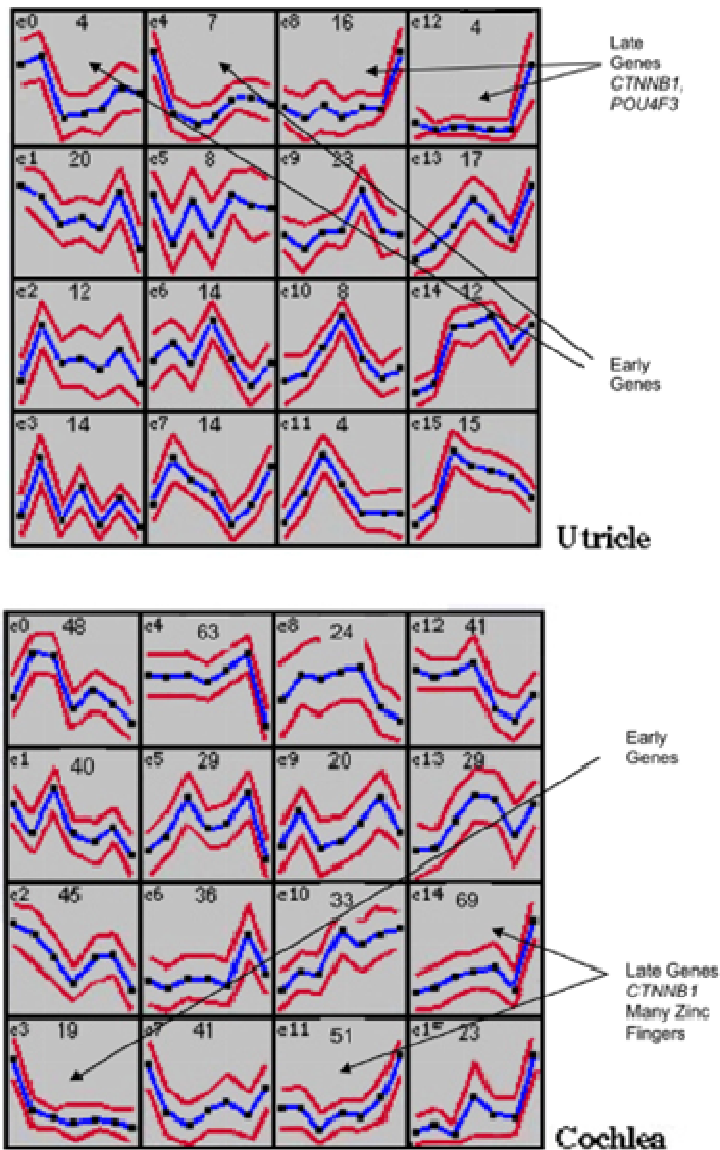 c0 4 c4 7 c8 16 c12 4
Late
Genes
CTNNB1,
POU4F3
c1 20 c5 8 c9 23 c13 17
c2 12 c6 14 c10 8 c14 12
Early
Genes
c3 14 c7 14 c11 4 c15 15
Utricle
c0 48 c4 63 c8 24 c12 41
Early
Genes
c1 40 c5 29 c9 20 c13 29
c2 45 c6 36 c10 33 c14 69
Late Genes
CTNNB1
Many Zinc
Fingers
c3 19 c7 41 c11 51 c15 23
Cochlea